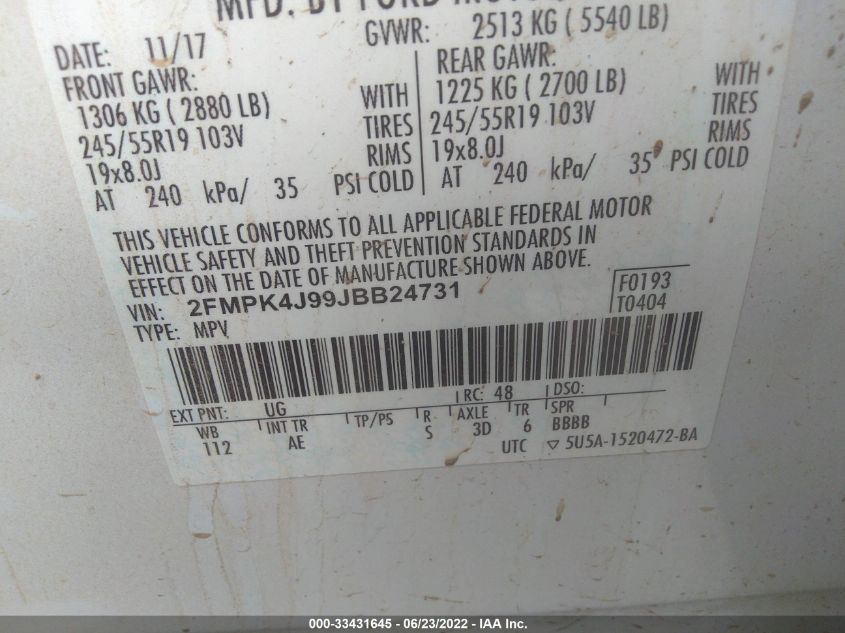 MFD. BY FORD
GVWR: 2513 KG ( 5540 LB)
DATE: 11/17
FRONT GAWR:
1306 KG ( 2880 LB)
245/55R19 103V
19x8.0J
AT 240 kPa/ 35
WITH
TIRES
RIMS
PSI COLD
REAR GAWR:
1225 KG ( 2700 LB)
245/55R19 103V
19x8.0J
AT 240 kPa/ 35
WITH
TIRES
RIMS
PSI COLD
THIS VEHICLE CONFORMS TO ALL APPLICABLE FEDERAL MOTOR
VEHICLE SAFETY AND THEFT PREVENTION STANDARDS IN
EFFECT ON THE DATE OF MANUFACTURE SHOWN ABOVE.
VIN: 2FMPK4J99JBB24731
TYPE: MPV
F0193
T0404
EXT PNT: UG RC: 48 DSO:
WB INT TR TP/PS R AXLE TR SPR
112 AE S 3D 6 BBBB
UTC ▽ 5U5A-1520472-BA
000-33431645 - 06/23/2022 - IAA Inc.